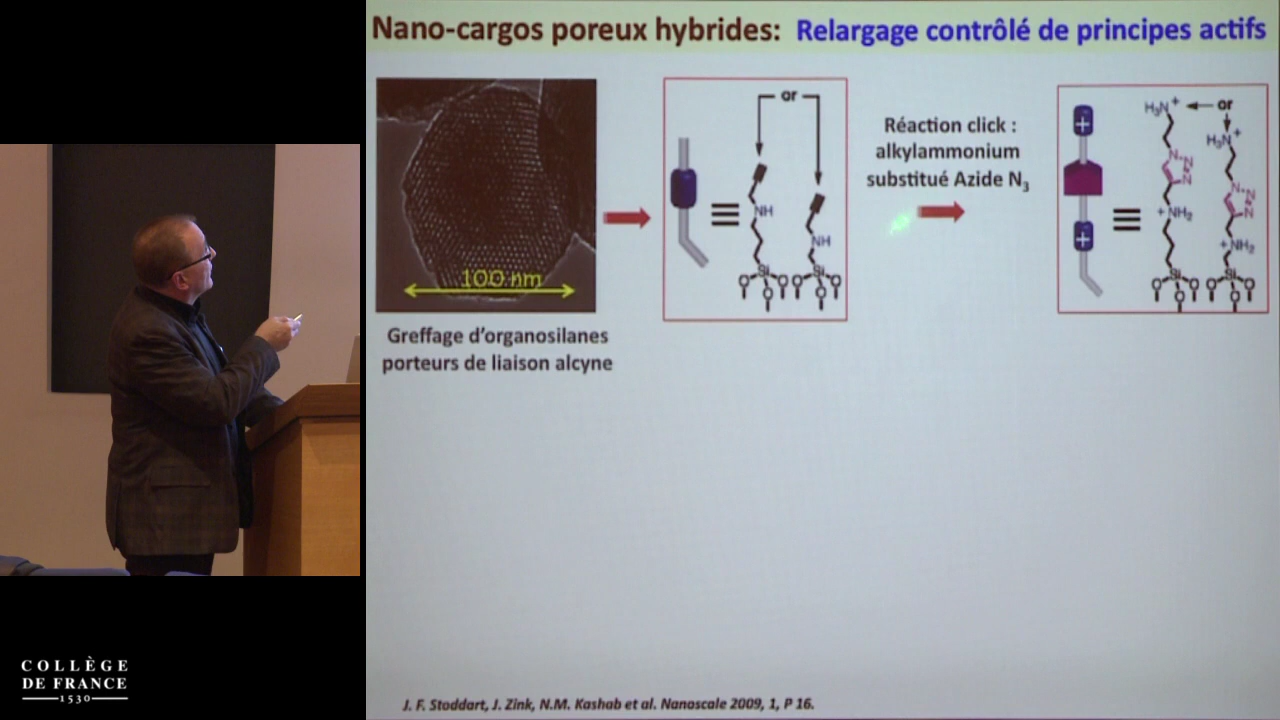 Nano-cargos poreux hybrides: Relargage contrôlé de principes actifs
100 nm
Greffage d'organosilanes
porteurs de liaison alcyne
or
NH
NH
Si
Si
O
O
O
O
O
O
Réaction click :
alkylammonium
substitué Azide N3
+
+
H3N+
or
H3N+
N
N
N
N
N
N
+NH2
+NH2
Si
Si
O
O
O
O
O
O
J. F. Stoddart, J. Zink, N.M. Kashab et al. Nanoscale 2009, 1, P 16.
COLLÈGE
DE FRANCE
1530